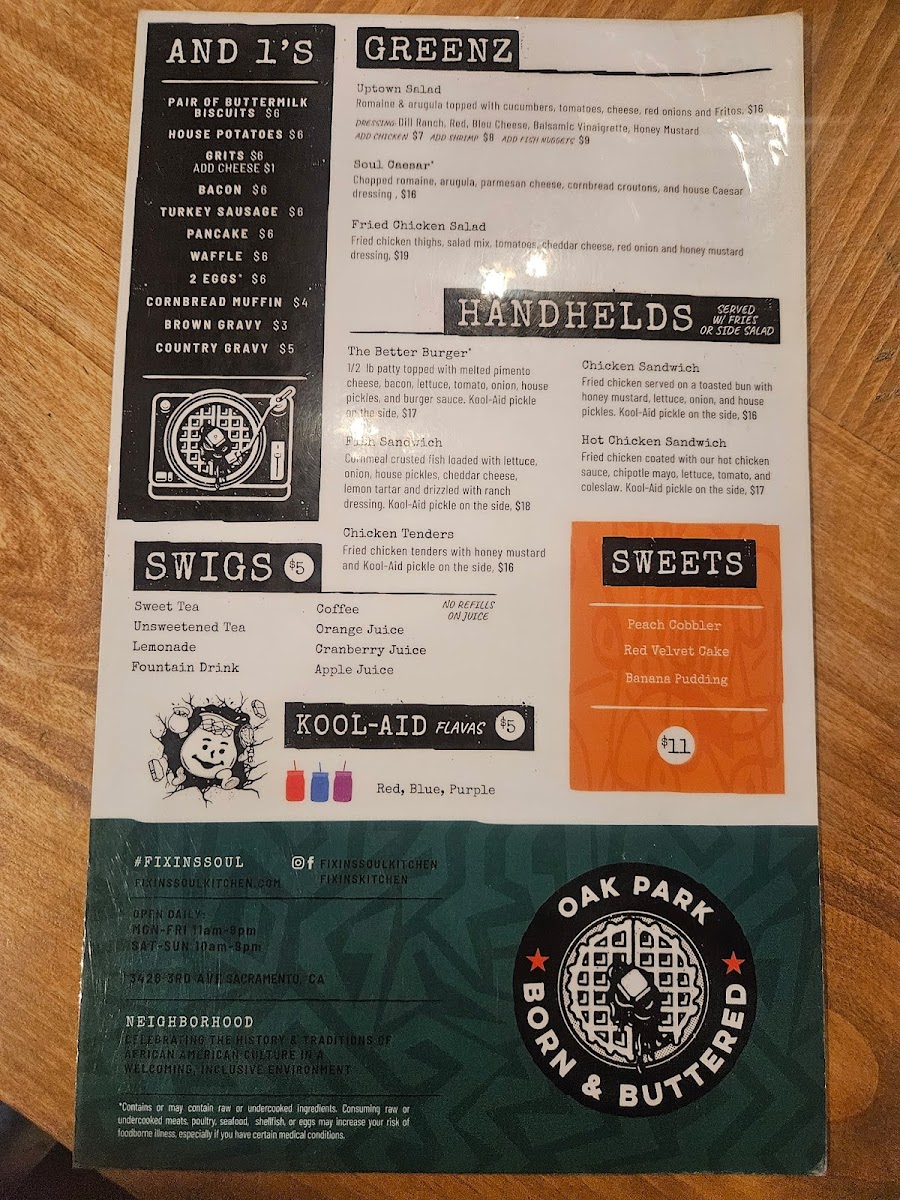 AND 1'S
PAIR OF BUTTERMILK
BISCUITS $6
HOUSE POTATOES $6
GRITS $6
ADD CHEESE $1
BACON $6
TURKEY SAUSAGE $6
PANCAKE $6
WAFFLE $6
2 EGGS* $6
CORNBREAD MUFFIN $4
BROWN GRAVY $3
COUNTRY GRAVY $5
GREENZ
Uptown Salad
Romaine & arugula topped with cucumbers, tomatoes, cheese, red onions and Fritos, $16
DRESSING Dill Ranch, Red, Bleu Cheese, Balsamic Vinaigrette, Honey Mustard
ADD CHICKEN $7 ADD SHRIMP $8 ADD FISH NUGGETS $9
Soul Caesar*
Chopped romaine, arugula, parmesan cheese, cornbread croutons, and house Caesar
dressing , $16
Fried Chicken Salad
Fried chicken thighs, salad mix, tomatoes, cheddar cheese, red onion and honey mustard
dressing, $19
HANDHELDS
SERVED
W/ FRIES
OR SIDE SALAD
The Better Burger*
1/2 lb patty topped with melted pimento
cheese, bacon, lettuce, tomato, onion, house
pickles, and burger sauce. Kool-Aid pickle
on the side, $17
Fish Sandwich
Cornmeal crusted fish loaded with lettuce,
onion, house pickles, cheddar cheese,
lemon tartar and drizzled with ranch
dressing. Kool-Aid pickle on the side, $18
Chicken Tenders
Fried chicken tenders with honey mustard
and Kool-Aid pickle on the side, $16
Chicken Sandwich
Fried chicken served on a toasted bun with
honey mustard, lettuce, onion, and house
pickles. Kool-Aid pickle on the side, $16
Hot Chicken Sandwich
Fried chicken coated with our hot chicken
sauce, chipotle mayo, lettuce, tomato, and
coleslaw. Kool-Aid pickle on the side, $17
SWIGS $5
Sweet Tea
Unsweetened Tea
Lemonade
Fountain Drink
Coffee
Orange Juice
Cranberry Juice
Apple Juice
NO REFILLS
ON JUICE
SWEETS
Peach Cobbler
Red Velvet Cake
Banana Pudding
$11
KOOL-AID FLAVAS $5
Red, Blue, Purple
#FIXINSSOUL
FIXINSSOULKITCHEN.COM
FIXINSSOULKITCHEN
FIXINSKITCHEN
OPEN DAILY:
MON-FRI 11am-9pm
SAT-SUN 10am-9pm
3428 3RD AVE SACRAMENTO, CA
NEIGHBORHOOD
CELEBRATING THE HISTORY & TRADITIONS OF
AFRICAN AMERICAN CULTURE IN A
WELCOMING, INCLUSIVE ENVIRONMENT
*Contains or may contain raw or undercooked ingredients. Consuming raw or
undercooked meats, poultry, seafood, shellfish, or eggs may increase your risk of
foodborne illness, especially if you have certain medical conditions.
OAK PARK
BORN & BUTTERED